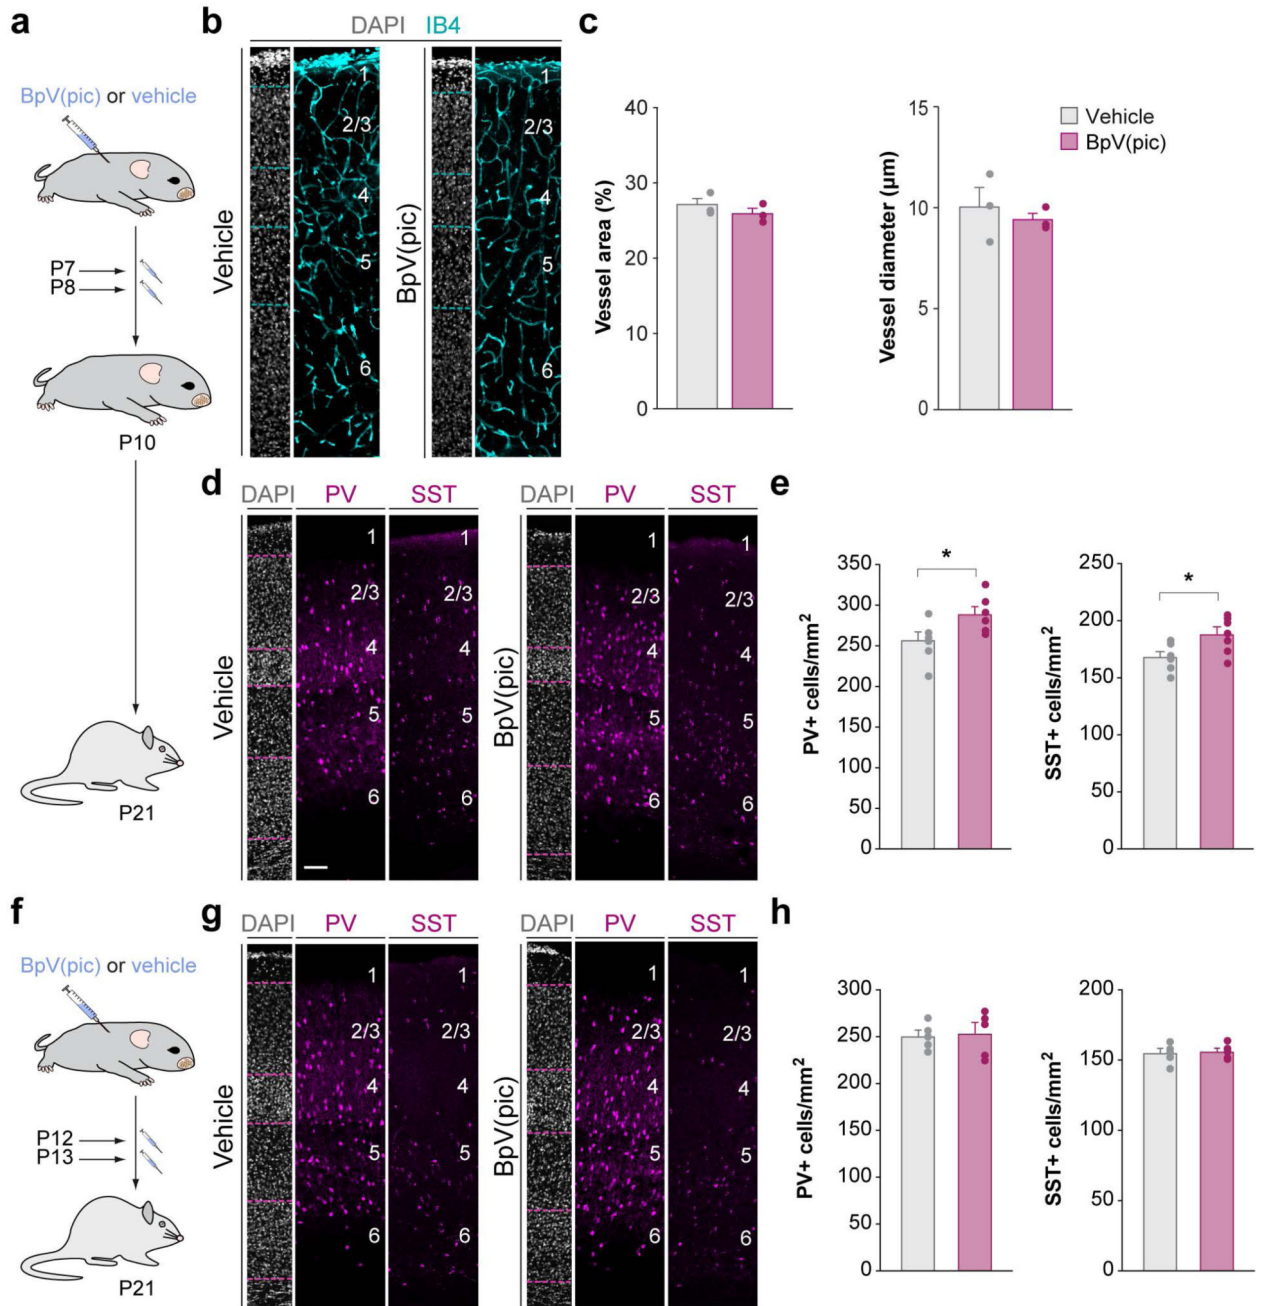 a
BpV(pic) or vehicle
P7
P8
P10
P21
b
DAPI IB4
Vehicle
1
2/3
4
5
6
BpV(pic)
1
2/3
4
5
6
c
Vessel area (%)
40
30
20
10
0
Vessel diameter (µm)
15
10
5
0
Vehicle
BpV(pic)
d
DAPI PV SST
Vehicle
1 1
2/3 2/3
4 4
5 5
6 6
DAPI PV SST
BpV(pic)
1 1
2/3 2/3
4 4
5 5
6 6
e
PV+ cells/mm²
350
300
250
200
150
100
50
0
*
SST+ cells/mm²
250
200
150
100
50
0
*
f
BpV(pic) or vehicle
P12
P13
P21
g
DAPI PV SST
Vehicle
1 1
2/3 2/3
4 4
5 5
6 6
DAPI PV SST
BpV(pic)
1 1
2/3 2/3
4 4
5 5
6 6
h
PV+ cells/mm²
300
250
200
150
100
50
0
SST+ cells/mm²
200
150
100
50
0